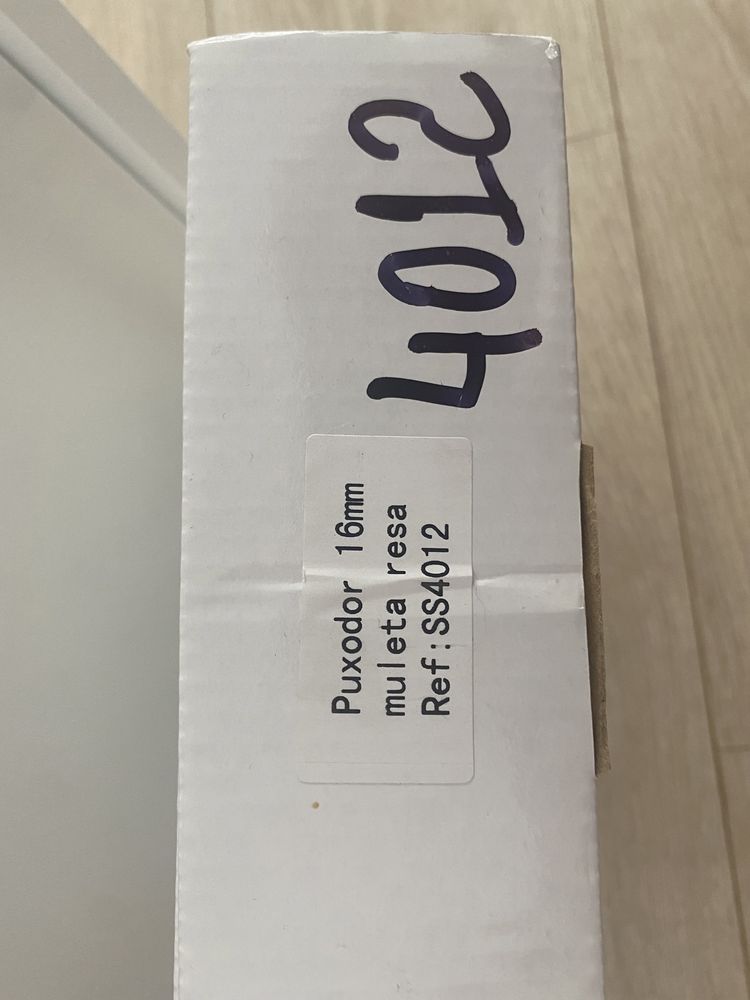 4012
Puxodor 16mm
muleta resa
Ref:SS4012